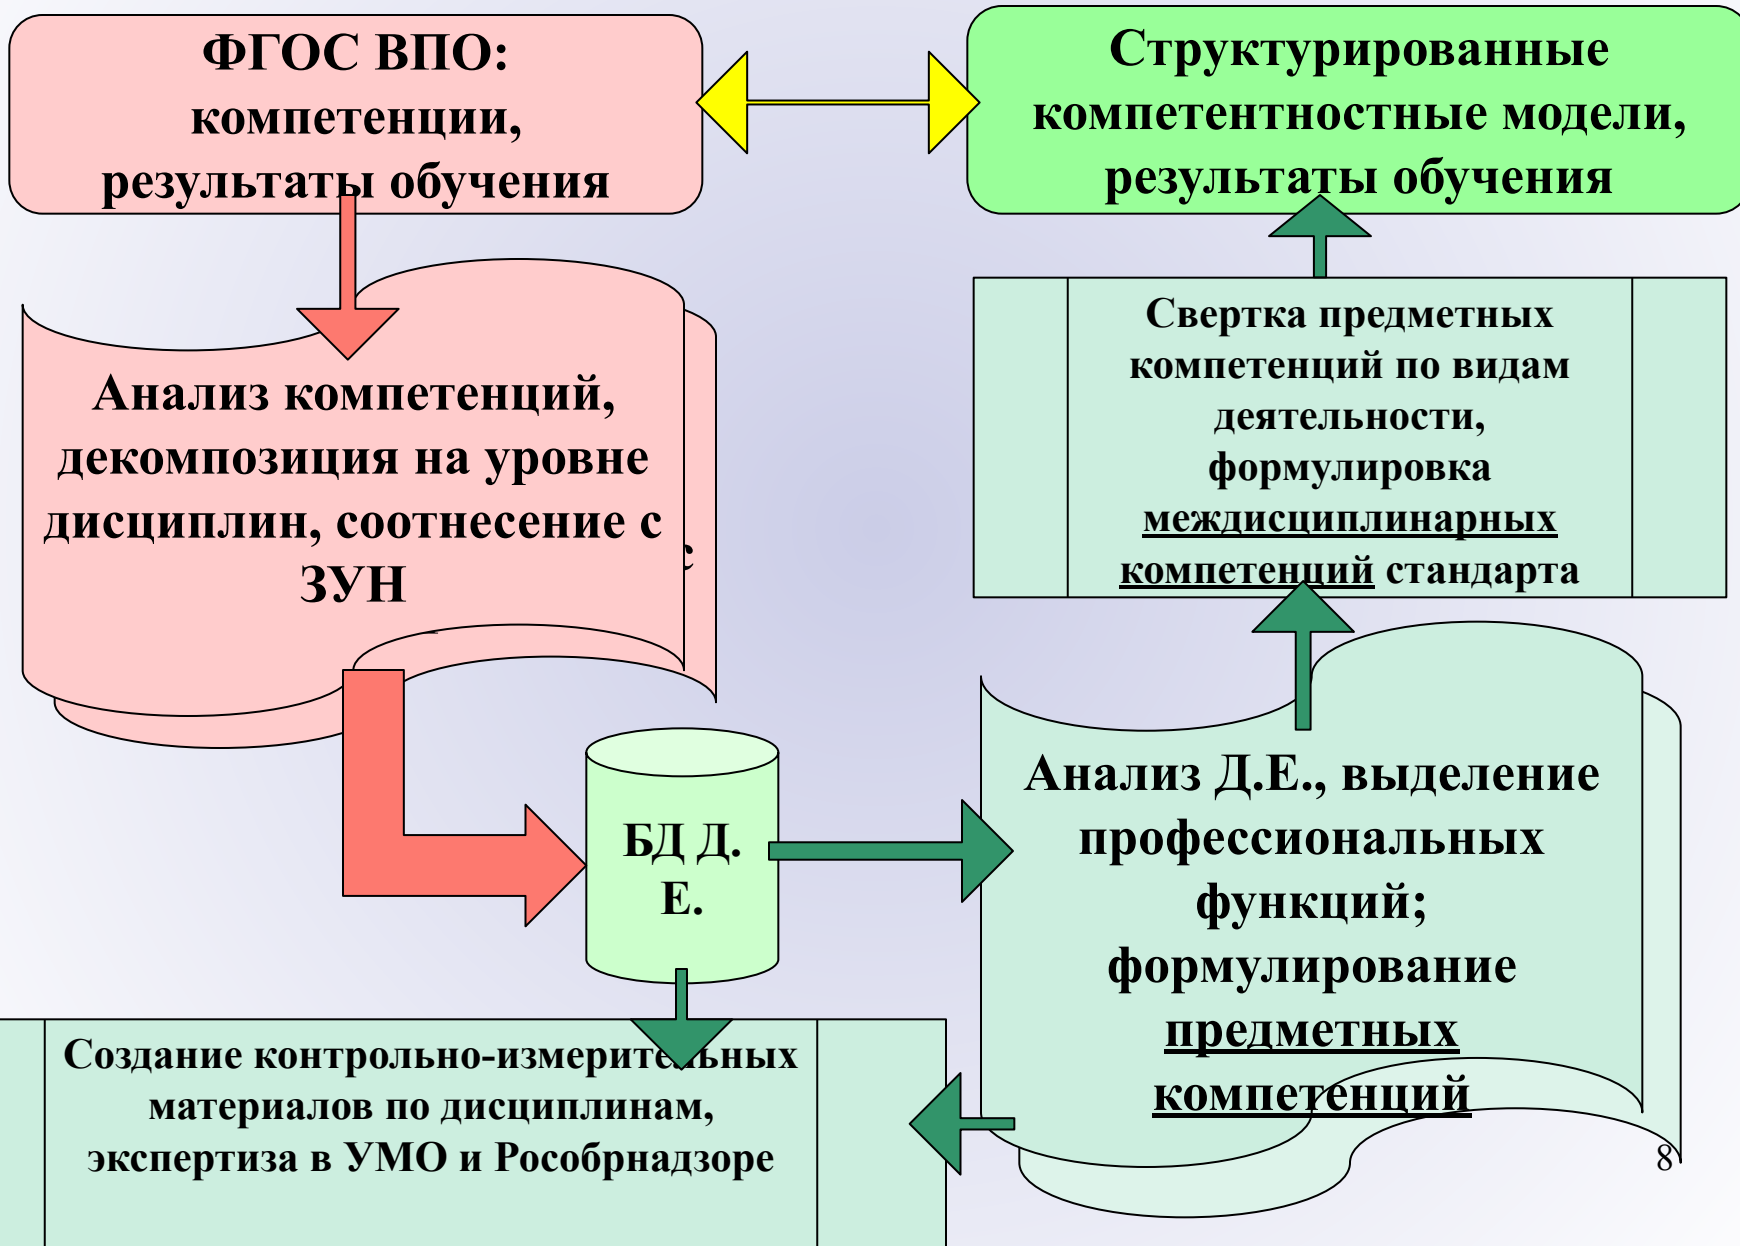 ФГОС ВПО:
компетенции,
результаты обучения
Структурированные
компетентностные модели,
результаты обучения
Анализ компетенций,
декомпозиция на уровне
дисциплин, соотнесение с
ЗУН
с
Свертка предметных
компетенций по видам
деятельности,
формулировка
междисциплинарных
компетенций стандарта
БД Д.
Е.
Анализ Д.Е., выделение
профессиональных
функций;
формулирование
предметных
компетенций
Создание контрольно-измерительных
материалов по дисциплинам,
экспертиза в УМО и Рособрнадзоре
8